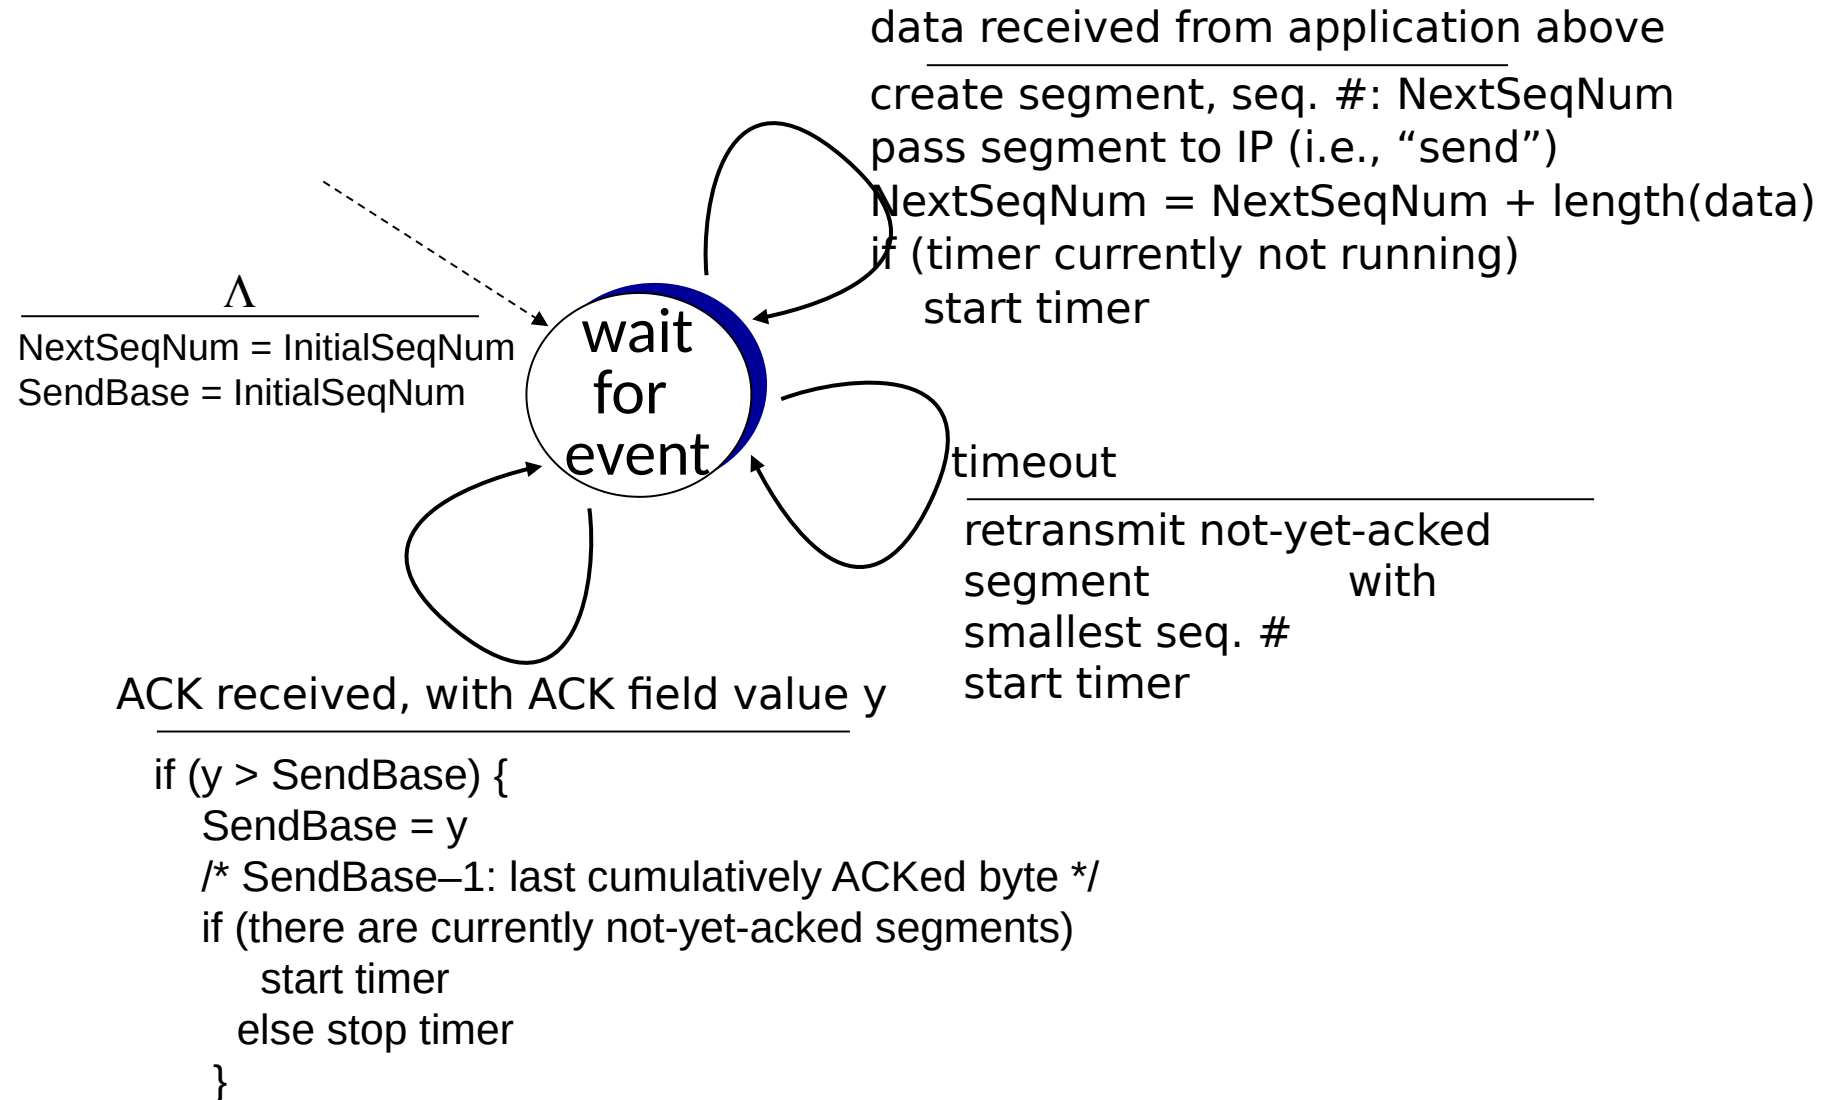 data received from application above
create segment, seq. #: NextSeqNum
pass segment to IP (i.e., “send”)
NextSeqNum = NextSeqNum + length(data)
if (timer currently not running)
start timer
Λ
NextSeqNum = InitialSeqNum
SendBase = InitialSeqNum
wait
for
event
timeout
retransmit not-yet-acked
segment with
smallest seq. #
start timer
ACK received, with ACK field value y
if (y > SendBase) {
SendBase = y
/* SendBase–1: last cumulatively ACKed byte */
if (there are currently not-yet-acked segments)
start timer
else stop timer
}